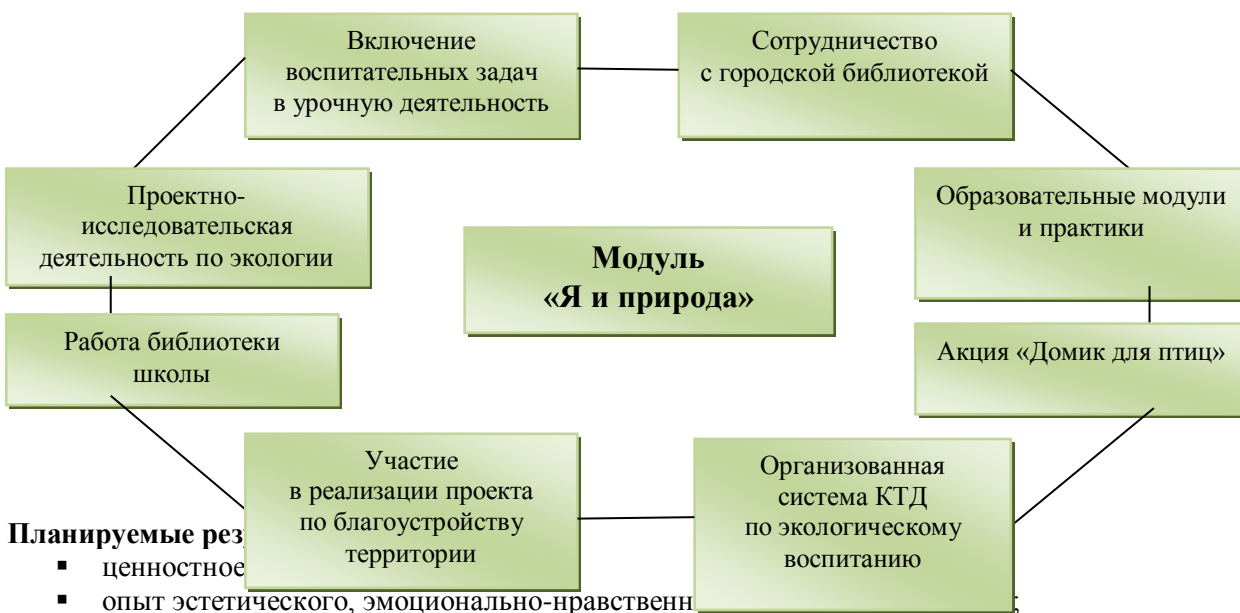 Включение
воспитательных задач
в урочную деятельность
Сотрудничество
с городской библиотекой
Проектно-
исследовательская
деятельность по экологии
Образовательные модули
и практики
Модуль
«Я и природа»
Работа библиотеки
школы
Акция «Домик для птиц»
Участие
в реализации проекта
по благоустройству
территории
Организованная
система КТД
по экологическому
воспитанию
Планируемые
▪ ценностное
▪ опыт эстетического, эмоционально-